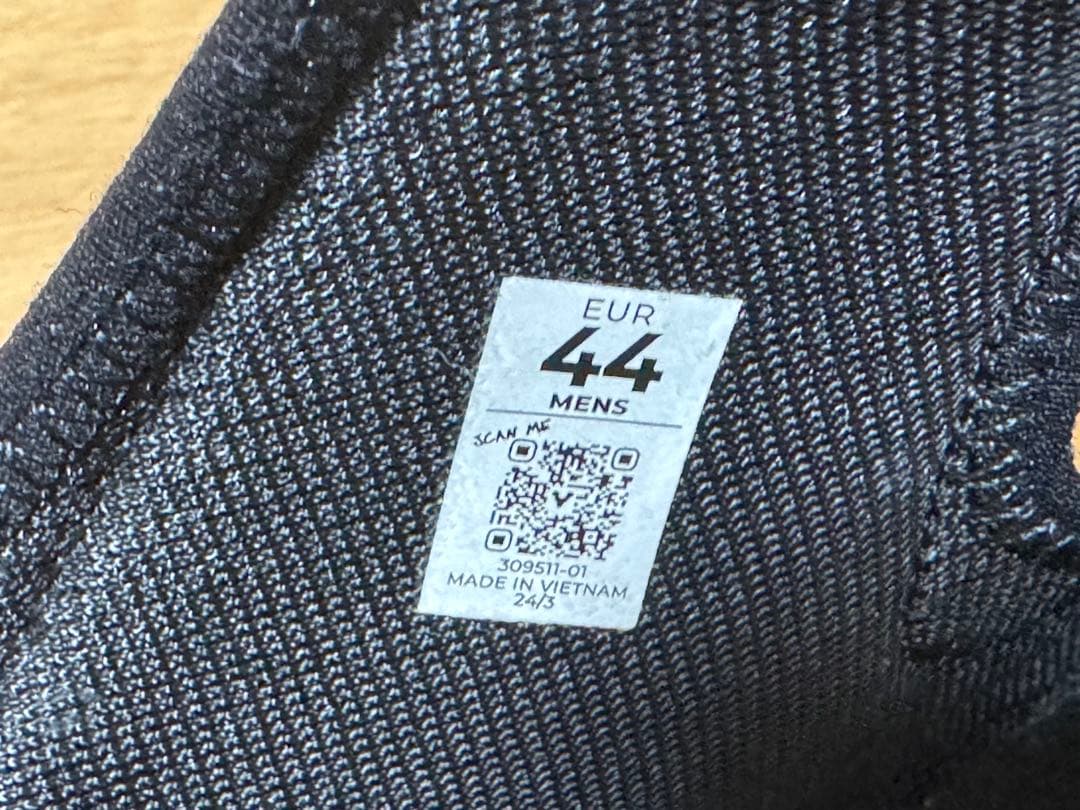 EUR
44
MENS
SCAN ME
309511-01
MADE IN VIETNAM
24/3